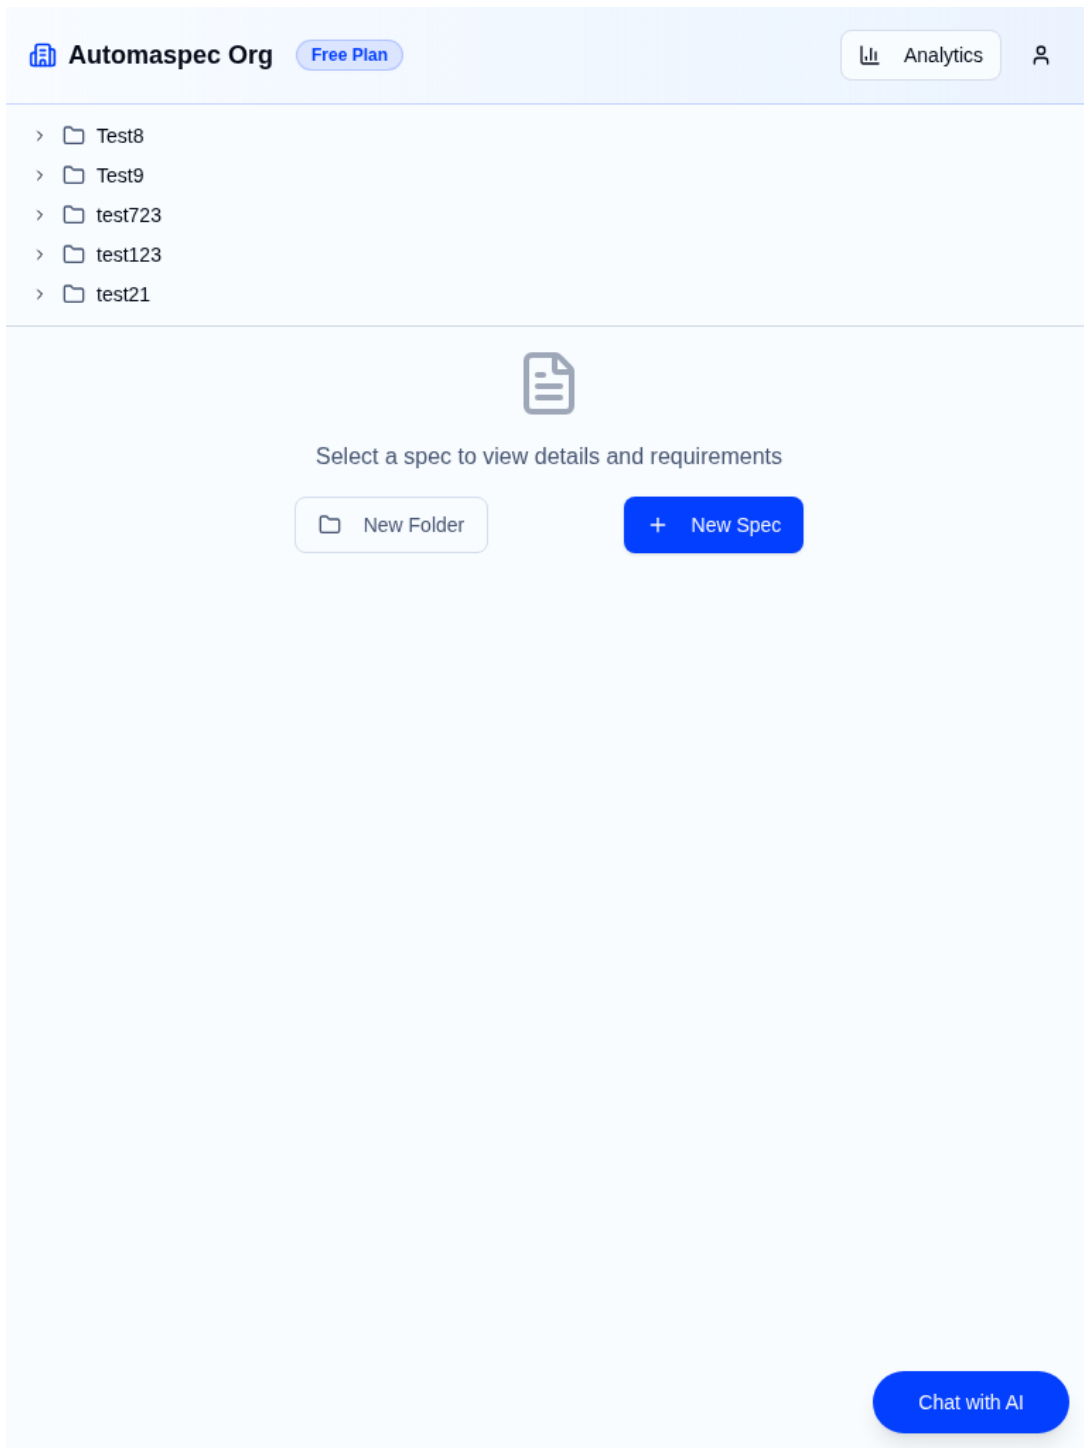 Automaspec Org Free Plan Analytics
Test8
Test9
test723
test123
test21
Select a spec to view details and requirements
New Folder New Spec
Chat with AI